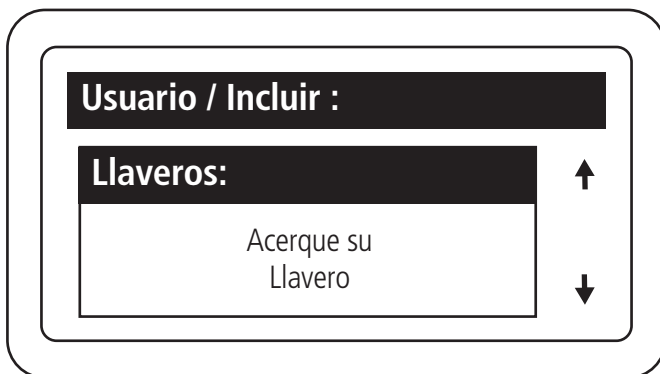 Usuario / Incluir :
Llaveros:
Acerque su
Llavero